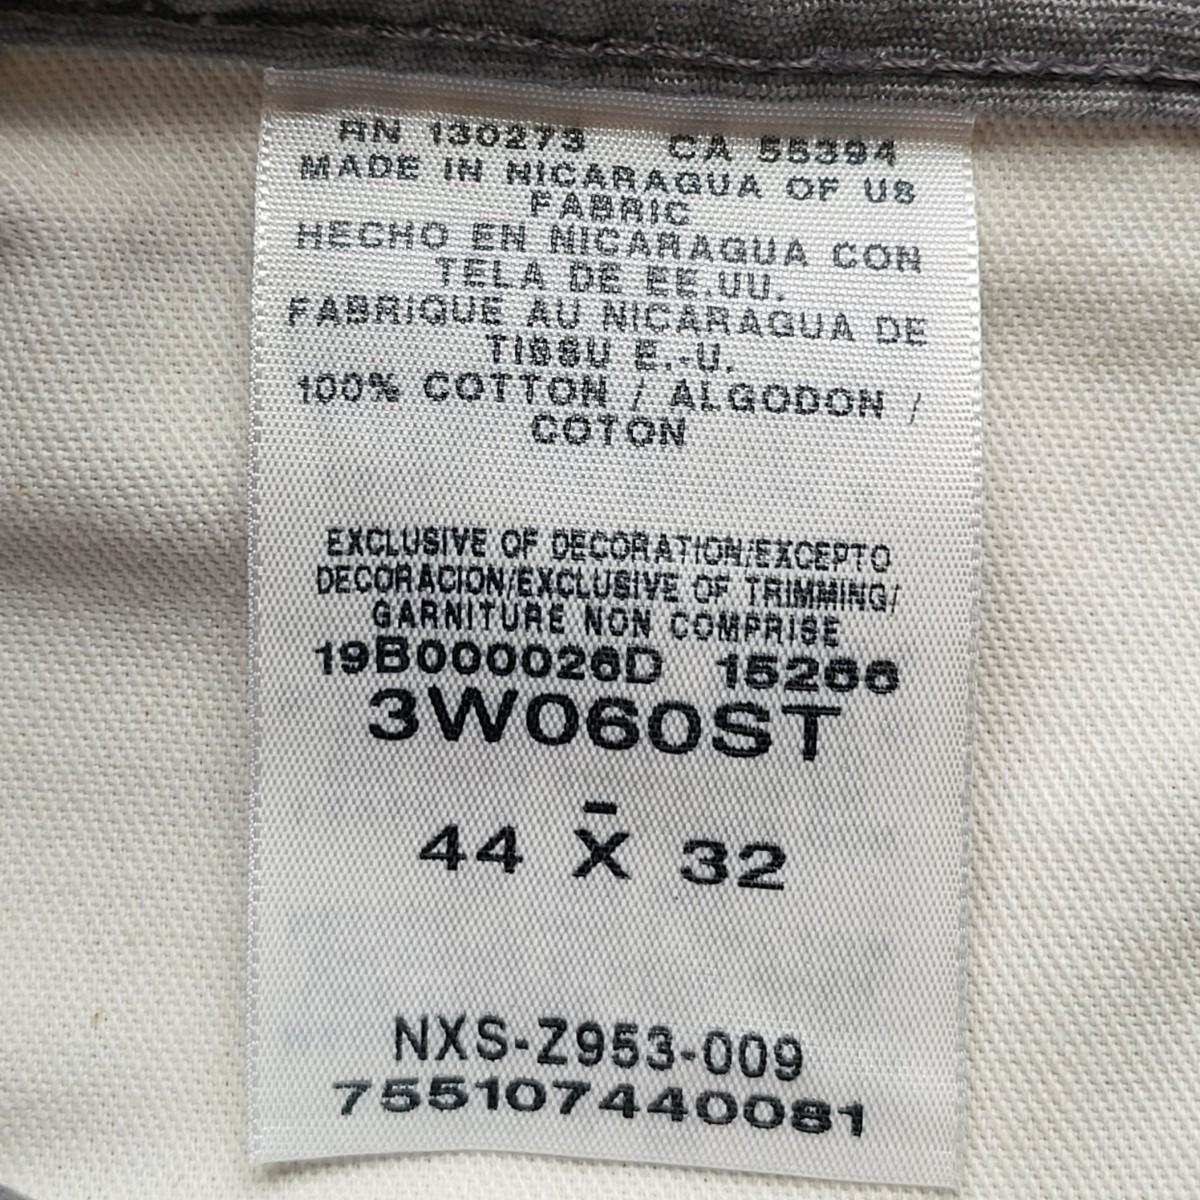 RN 130273 CA 55394
MADE IN NICARAGUA OF US
FABRIC
HECHO EN NICARAGUA CON
TELA DE EE.UU.
FABRIQUE AU NICARAGUA DE
TISSU E.-U.
100% COTTON / ALGODON /
COTON
EXCLUSIVE OF DECORATION/EXCEPTO
DECORACION/EXCLUSIVE OF TRIMMING/
GARNITURE NON COMPRISE
19B000026D 15266
3W060ST
-
44 X 32
NXS-Z953-009
755107440081